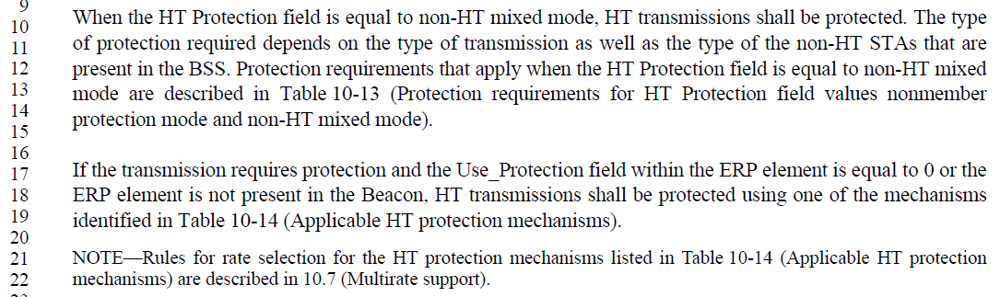 9
10 When the HT Protection field is equal to non-HT mixed mode, HT transmissions shall be protected. The type
11 of protection required depends on the type of transmission as well as the type of the non-HT STAs that are
12 present in the BSS. Protection requirements that apply when the HT Protection field is equal to non-HT mixed
13 mode are described in Table 10-13 (Protection requirements for HT Protection field values nonmember
14 protection mode and non-HT mixed mode).
15
16
17 If the transmission requires protection and the Use_Protection field within the ERP element is equal to 0 or the
18 ERP element is not present in the Beacon, HT transmissions shall be protected using one of the mechanisms
19 identified in Table 10-14 (Applicable HT protection mechanisms).
20
21 NOTE—Rules for rate selection for the HT protection mechanisms listed in Table 10-14 (Applicable HT protection
22 mechanisms) are described in 10.7 (Multirate support).